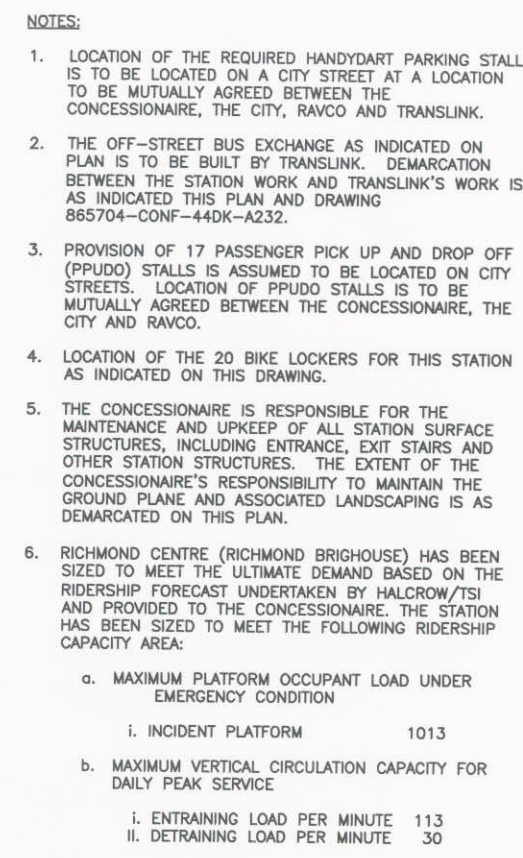 NOTES:
1. LOCATION OF THE REQUIRED HANDYDART PARKING STALL
IS TO BE LOCATED ON A CITY STREET AT A LOCATION
TO BE MUTUALLY AGREED BETWEEN THE
CONCESSIONAIRE, THE CITY, RAVCO AND TRANSLINK.
2. THE OFF-STREET BUS EXCHANGE AS INDICATED ON
PLAN IS TO BE BUILT BY TRANSLINK. DEMARCATION
BETWEEN THE STATION WORK AND TRANSLINK'S WORK IS
AS INDICATED THIS PLAN AND DRAWING
865704-CONF-44DK-A232.
3. PROVISION OF 17 PASSENGER PICK UP AND DROP OFF
(PPUDO) STALLS IS ASSUMED TO BE LOCATED ON CITY
STREETS. LOCATION OF PPUDO STALLS IS TO BE
MUTUALLY AGREED BETWEEN THE CONCESSIONAIRE, THE
CITY AND RAVCO.
4. LOCATION OF THE 20 BIKE LOCKERS FOR THIS STATION
AS INDICATED ON THIS DRAWING.
5. THE CONCESSIONAIRE IS RESPONSIBLE FOR THE
MAINTENANCE AND UPKEEP OF ALL STATION SURFACE
STRUCTURES, INCLUDING ENTRANCE, EXIT STAIRS AND
OTHER STATION STRUCTURES. THE EXTENT OF THE
CONCESSIONAIRE'S RESPONSIBILITY TO MAINTAIN THE
GROUND PLANE AND ASSOCIATED LANDSCAPING IS AS
DEMARCATED ON THIS PLAN.
6. RICHMOND CENTRE (RICHMOND BRIGHOUSE) HAS BEEN
SIZED TO MEET THE ULTIMATE DEMAND BASED ON THE
RIDERSHIP FORECAST UNDERTAKEN BY HALCROW/TSI
AND PROVIDED TO THE CONCESSIONAIRE. THE STATION
HAS BEEN SIZED TO MEET THE FOLLOWING RIDERSHIP
CAPACITY AREA:
a. MAXIMUM PLATFORM OCCUPANT LOAD UNDER
EMERGENCY CONDITION
i. INCIDENT PLATFORM 1013
b. MAXIMUM VERTICAL CIRCULATION CAPACITY FOR
DAILY PEAK SERVICE
i. ENTRAINING LOAD PER MINUTE 113
II. DETRAINING LOAD PER MINUTE 30